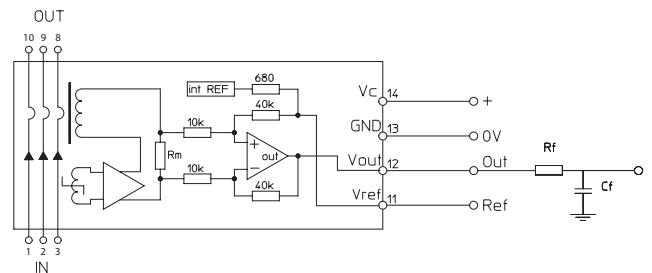 OUT
10 9 8
int REF
680
40k
10k
Rm
10k
+
out
−
40k
Vc 14
+
GND 13
0V
Vout 12
Out
Rf
Cf
Vref 11
Ref
1 2 3
IN